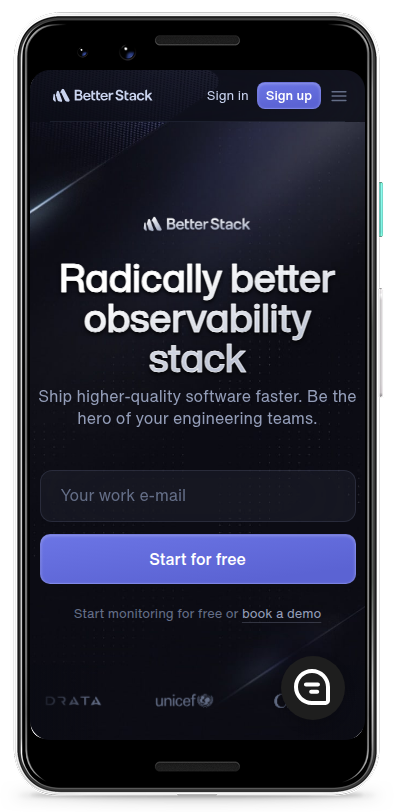 Better Stack
Sign in
Sign up
Better Stack
Radically better
observability
stack
Ship higher-quality software faster. Be the
hero of your engineering teams.
Your work e-mail
Start for free
Start monitoring for free or book a demo
DRATA
unicef